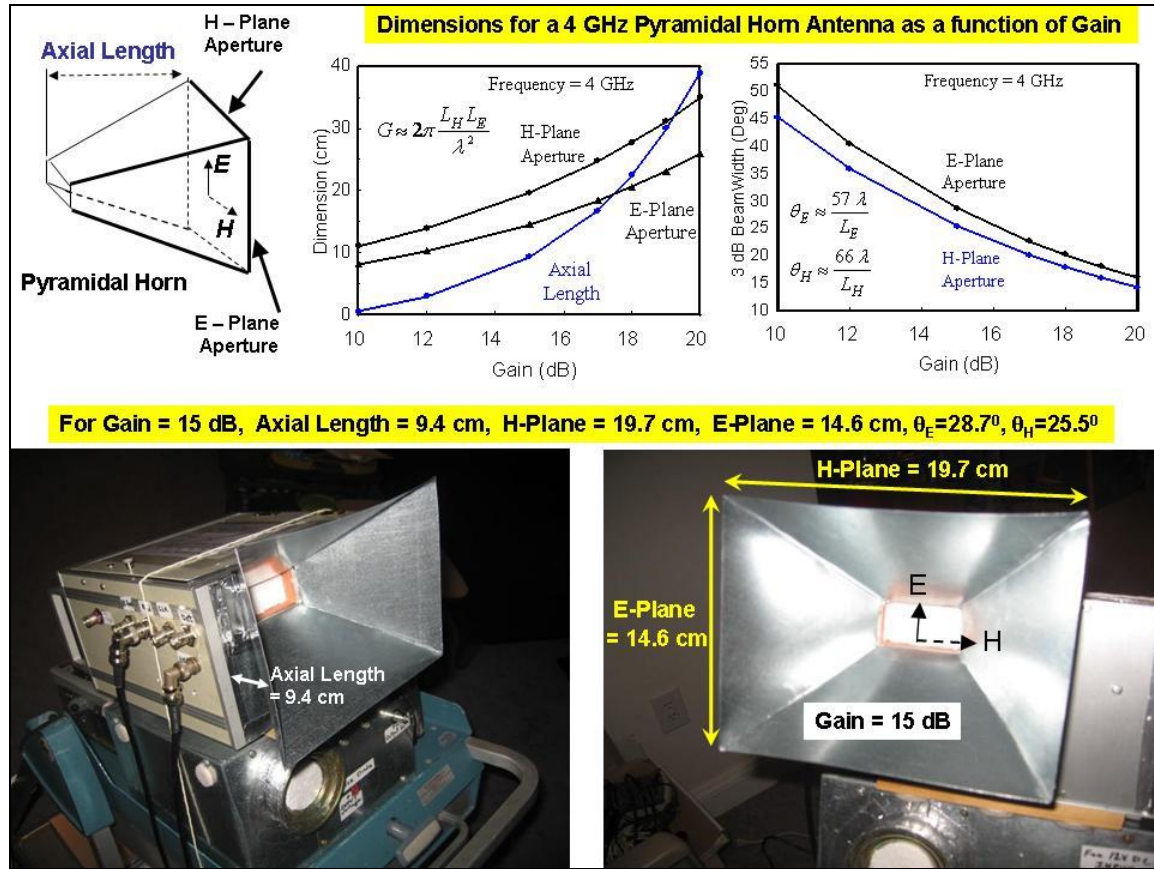 Dimensions for a 4 GHz Pyramidal Horn Antenna as a function of Gain
H – Plane
Aperture
Axial Length
E
H
Pyramidal Horn
E – Plane
Aperture
40
30
20
10
0
Dimension (cm)
Frequency = 4 GHz
G ≈ 2π L_H L_E / λ²
H-Plane
Aperture
E-Plane
Aperture
Axial
Length
10 12 14 16 18 20
Gain (dB)
55
50
45
40
35
30
25
20
15
10
3 dB BeamWidth (Deg)
Frequency = 4 GHz
E-Plane
Aperture
θ_E ≈ 57 λ / L_E
θ_H ≈ 66 λ / L_H
H-Plane
Aperture
10 12 14 16 18 20
Gain (dB)
For Gain = 15 dB, Axial Length = 9.4 cm, H-Plane = 19.7 cm, E-Plane = 14.6 cm, θ_E=28.7⁰, θ_H=25.5⁰
Axial Length
= 9.4 cm
H-Plane = 19.7 cm
E-Plane
= 14.6 cm
E
H
Gain = 15 dB
For 12V DC